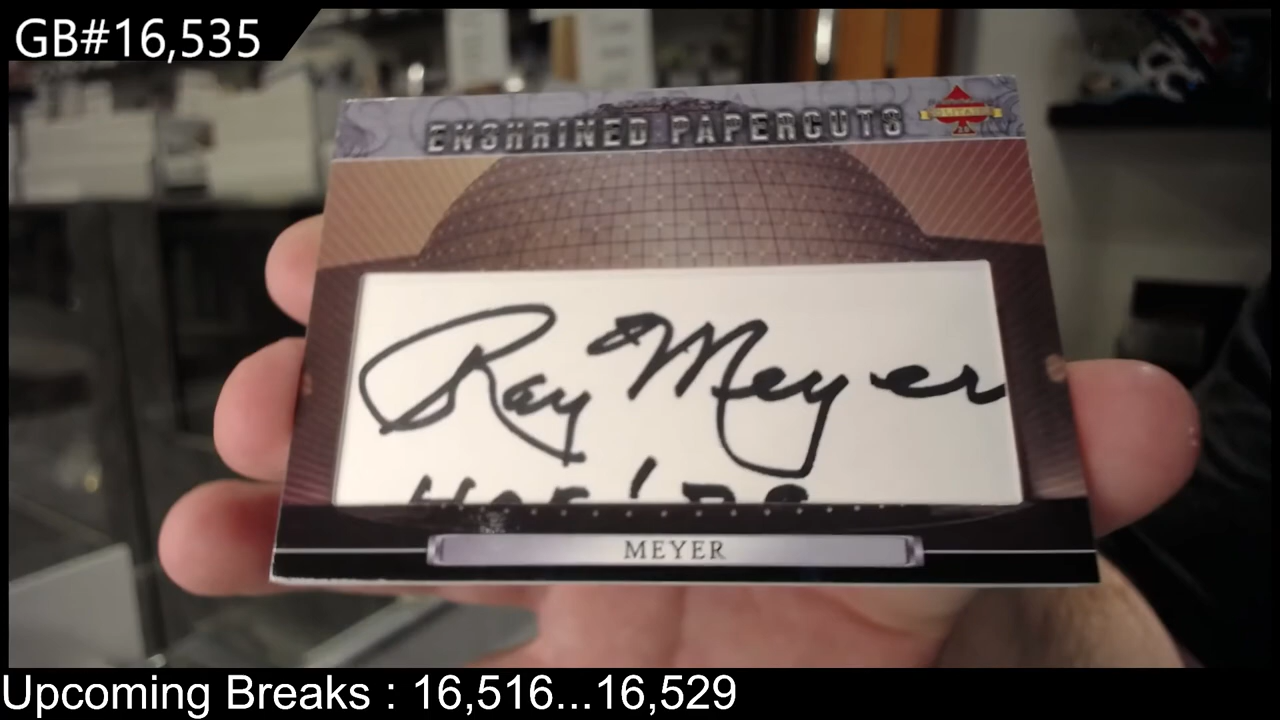 GB#16,535
ENSHRINED PAPERCUTS
Ray Meyer
MEYER
Upcoming Breaks : 16,516...16,529